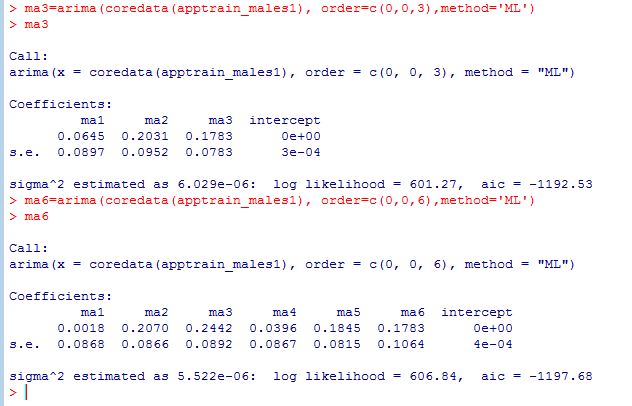 > ma3=arima(coredata(apptrain_males1), order=c(0,0,3),method='ML')
> ma3
Call:
arima(x = coredata(apptrain_males1), order = c(0, 0, 3), method = "ML")
Coefficients:
ma1 ma2 ma3 intercept
0.0645 0.2031 0.1783 0e+00
s.e. 0.0897 0.0952 0.0783 3e-04
sigma^2 estimated as 6.029e-06: log likelihood = 601.27, aic = -1192.53
> ma6=arima(coredata(apptrain_males1), order=c(0,0,6),method='ML')
> ma6
Call:
arima(x = coredata(apptrain_males1), order = c(0, 0, 6), method = "ML")
Coefficients:
ma1 ma2 ma3 ma4 ma5 ma6 intercept
0.0018 0.2070 0.2442 0.0396 0.1845 0.1783 0e+00
s.e. 0.0868 0.0866 0.0892 0.0867 0.0815 0.1064 4e-04
sigma^2 estimated as 5.522e-06: log likelihood = 606.84, aic = -1197.68
>